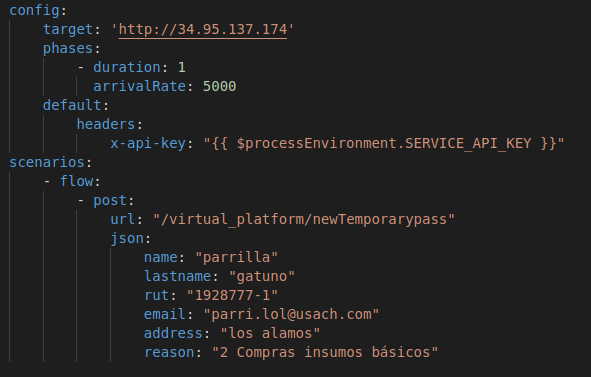 config:
    target: 'http://34.95.137.174'
    phases:
        - duration: 1
          arrivalRate: 5000
    default:
        headers:
            x-api-key: "{{ $processEnvironment.SERVICE_API_KEY }}"
scenarios:
    - flow:
        - post:
            url: "/virtual_platform/newTemporarypass"
            json:
                name: "parrilla"
                lastname: "gatuno"
                rut: "1928777-1"
                email: "parri.lol@usach.com"
                address: "los alamos"
                reason: "2 Compras insumos básicos"